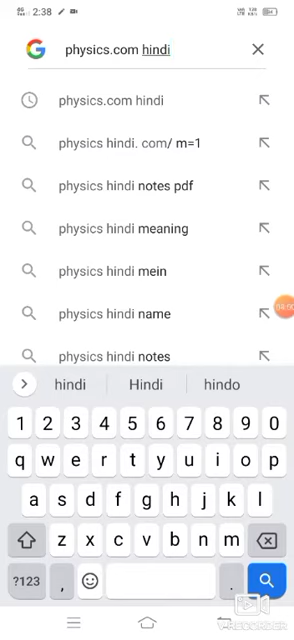 2:38
physics.com hindi
physics.com hindi
physics hindi. com/ m=1
physics hindi notes pdf
physics hindi meaning
physics hindi mein
physics hindi name
physics hindi notes
hindi Hindi hindo
1 2 3 4 5 6 7 8 9 0
q w e r t y u i o p
a s d f g h j k l
z x c v b n m
?123 , .